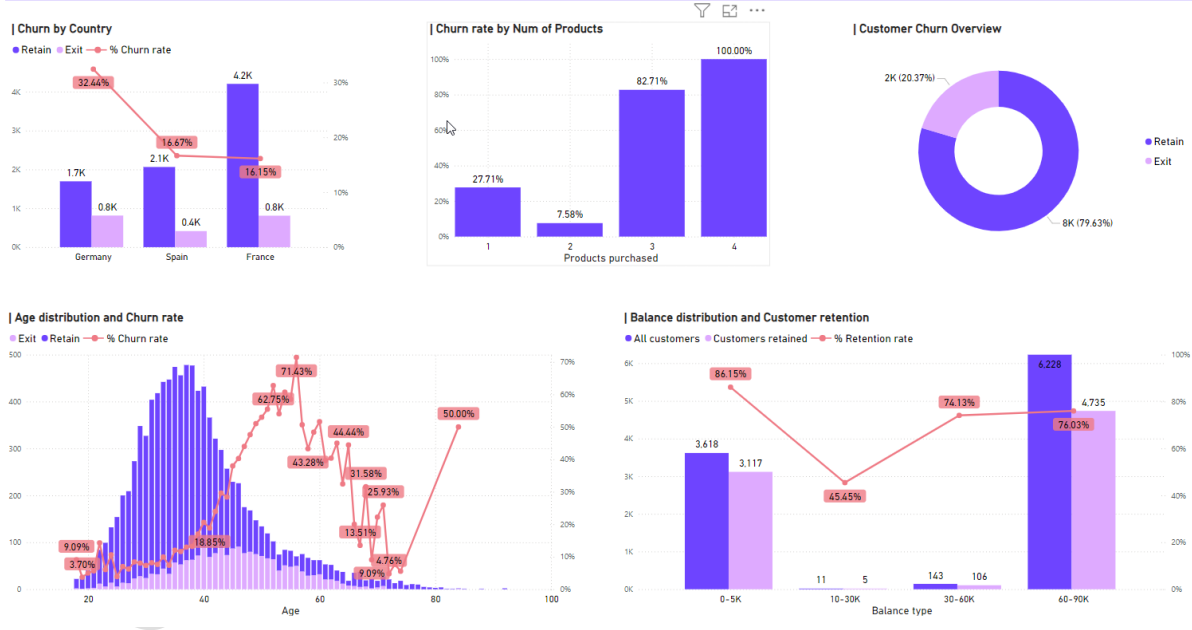 | Churn by Country
Retain Exit % Churn rate
4K
3K
2K
1K
0K
30%
20%
10%
0%
32.44%
16.67%
16.15%
1.7K
0.8K
2.1K
0.4K
4.2K
0.8K
Germany Spain France
| Churn rate by Num of Products
100%
80%
60%
40%
20%
0%
27.71%
7.58%
82.71%
100.00%
1 2 3 4
Products purchased
| Customer Churn Overview
2K (20.37%)
8K (79.63%)
Retain
Exit
| Age distribution and Churn rate
Exit Retain % Churn rate
500
400
300
200
100
0
70%
60%
50%
40%
30%
20%
10%
0%
9.09%
3.70%
18.85%
62.75%
71.43%
43.28%
44.44%
31.58%
13.51%
25.93%
9.09%
4.76%
50.00%
20 40 60 80 100
Age
| Balance distribution and Customer retention
All customers Customers retained % Retention rate
6K
5K
4K
3K
2K
1K
0K
100%
80%
60%
40%
20%
0%
86.15%
45.45%
74.13%
76.03%
3,618
3,117
11
5
143
106
6,228
4,735
0-5K 10-30K 30-60K 60-90K
Balance type